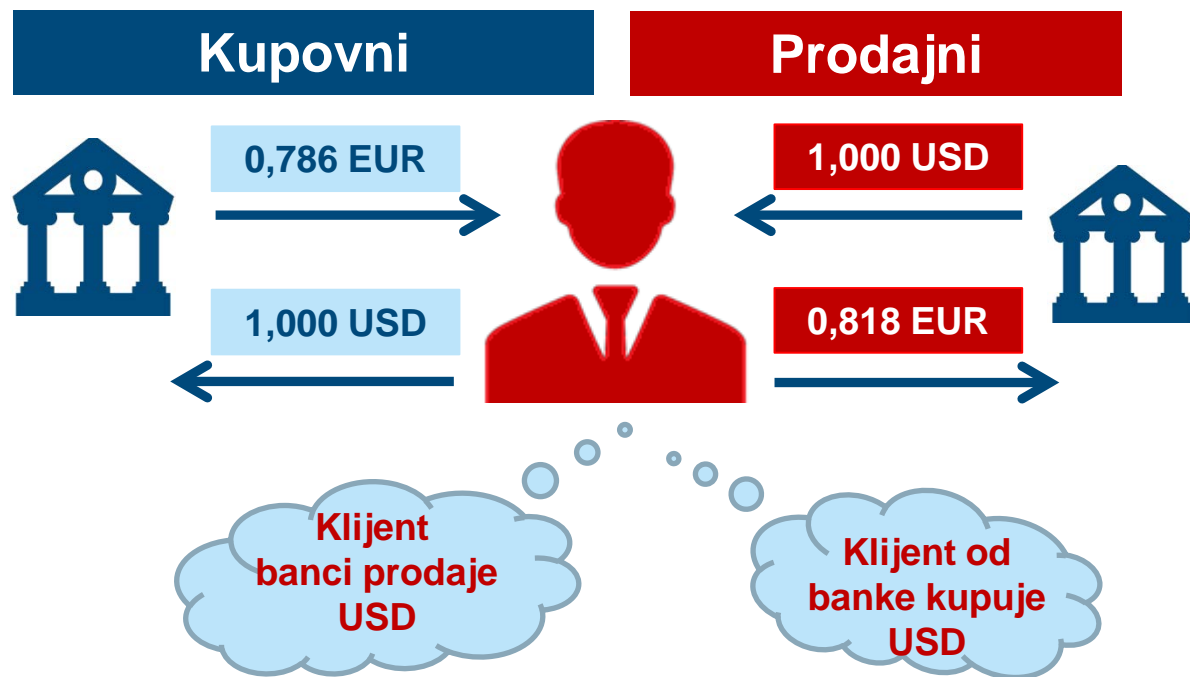 Kupovni
Prodajni
0,786 EUR
1,000 USD
1,000 USD
0,818 EUR
Klijent
banci prodaje
USD
Klijent od
banke kupuje
USD